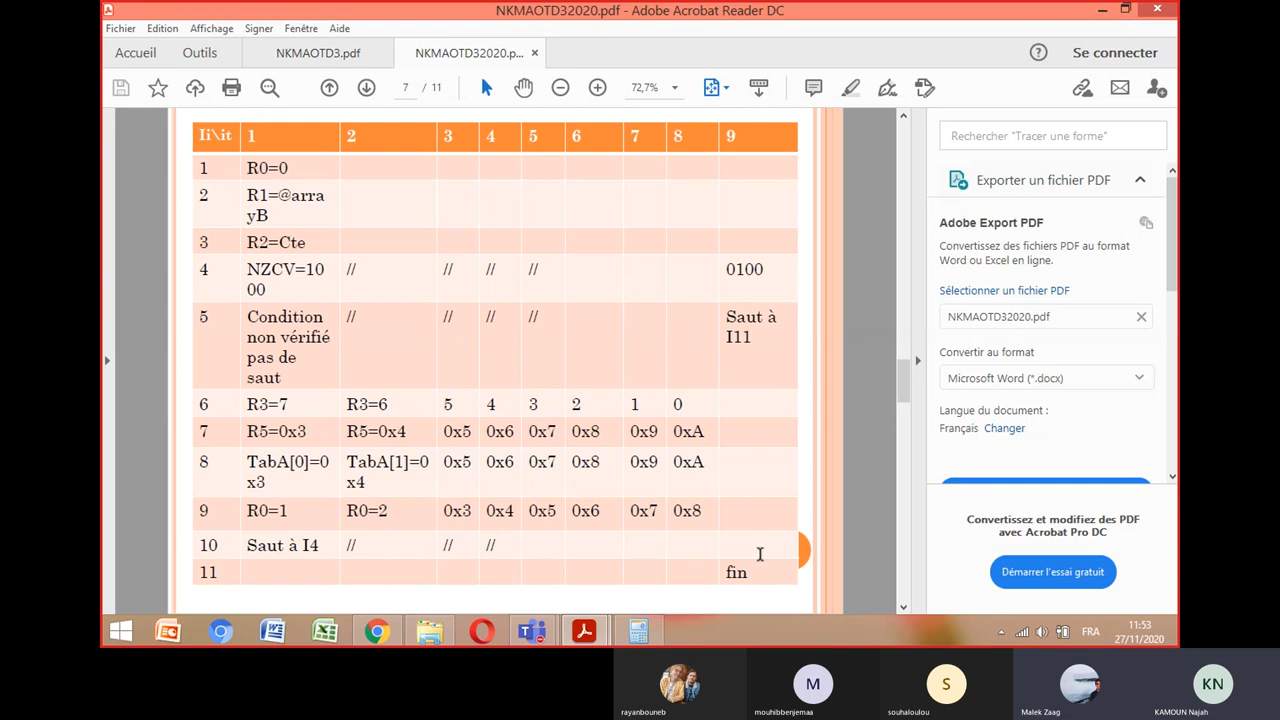 NKMAOTD32020.pdf - Adobe Acrobat Reader DC
Fichier Edition Affichage Signer Fenêtre Aide
Accueil Outils NKMAOTD3.pdf NKMAOTD32020.p... × Se connecter
7 / 11 72,7%
Ii\it 1 2 3 4 5 6 7 8 9
1 R0=0
2 R1=@arra
yB
3 R2=Cte
4 NZCV=10 // // // // 0100
00
5 Condition // // // // Saut à
non vérifié I11
pas de
saut
6 R3=7 R3=6 5 4 3 2 1 0
7 R5=0x3 R5=0x4 0x5 0x6 0x7 0x8 0x9 0xA
8 TabA[0]=0 TabA[1]=0 0x5 0x6 0x7 0x8 0x9 0xA
x3 x4
9 R0=1 R0=2 0x3 0x4 0x5 0x6 0x7 0x8
10 Saut à I4 // // //
11 fin
Rechercher "Tracer une forme"
Exporter un fichier PDF
Adobe Export PDF
Convertissez des fichiers PDF au format
Word ou Excel en ligne.
Sélectionner un fichier PDF
NKMAOTD32020.pdf
Convertir au format
Microsoft Word (*.docx)
Langue du document :
Français Changer
Convertissez et modifiez des PDF
avec Acrobat Pro DC
Démarrer l'essai gratuit
FRA
11:53
27/11/2020
M S KN
rayanbouneb mouhibbenjemaa souhaloulou Malek Zaag KAMOUN Najah